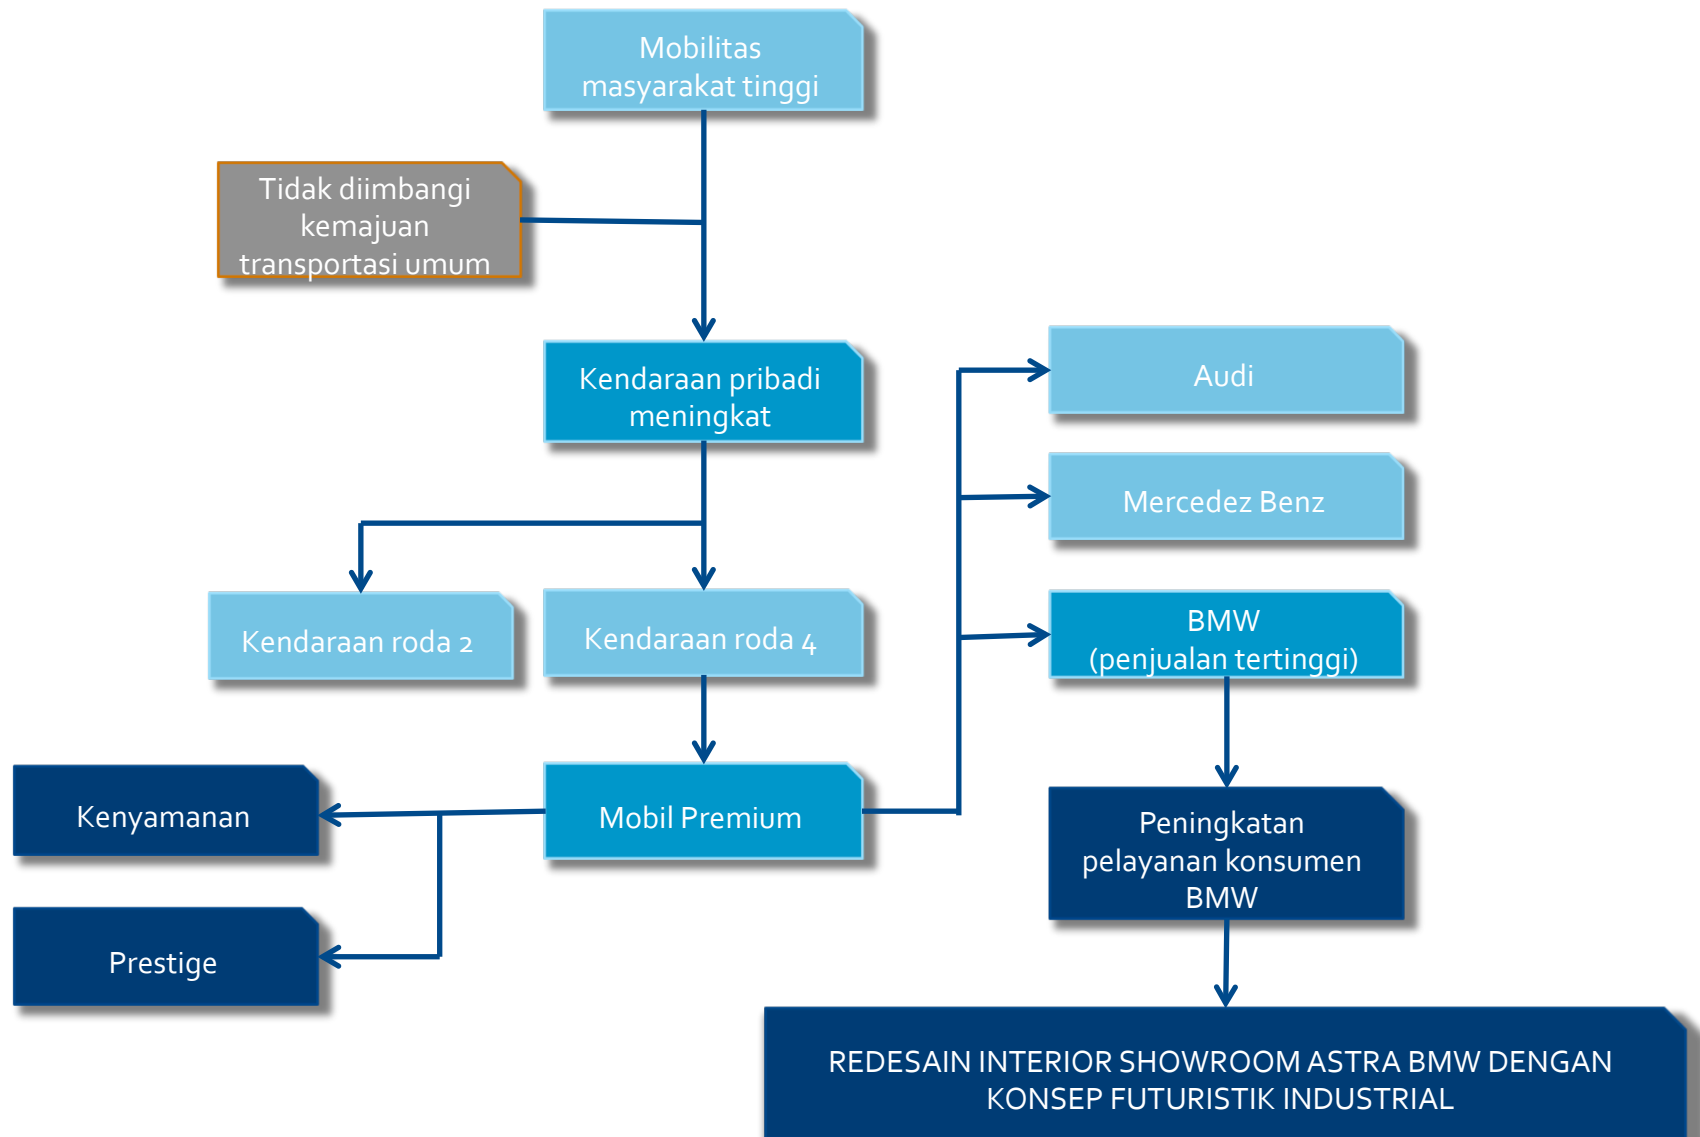 Mobilitas
masyarakat tinggi
Tidak diimbangi
kemajuan
transportasi umum
Kendaraan pribadi
meningkat
Audi
Mercedez Benz
Kendaraan roda 2
Kendaraan roda 4
BMW
(penjualan tertinggi)
Kenyamanan
Mobil Premium
Peningkatan
pelayanan konsumen
BMW
Prestige
REDESAIN INTERIOR SHOWROOM ASTRA BMW DENGAN
KONSEP FUTURISTIK INDUSTRIAL